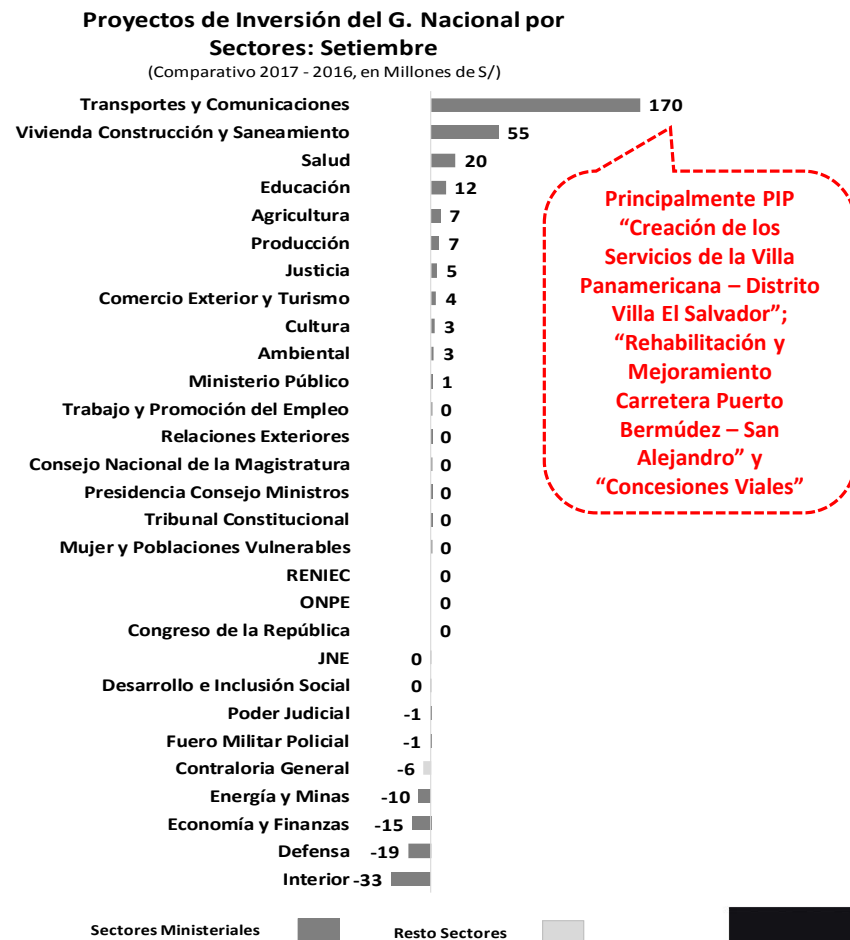 Proyectos de Inversión del G. Nacional por
Sectores: Setiembre
(Comparativo 2017 - 2016, en Millones de S/)
Transportes y Comunicaciones 170
Vivienda Construcción y Saneamiento 55
Salud 20
Educación 12
Agricultura 7
Producción 7
Justicia 5
Comercio Exterior y Turismo 4
Cultura 3
Ambiental 3
Ministerio Público 1
Trabajo y Promoción del Empleo 0
Relaciones Exteriores 0
Consejo Nacional de la Magistratura 0
Presidencia Consejo Ministros 0
Tribunal Constitucional 0
Mujer y Poblaciones Vulnerables 0
RENIEC 0
ONPE 0
Congreso de la República 0
JNE 0
Desarrollo e Inclusión Social 0
Poder Judicial -1
Fuero Militar Policial -1
Contraloria General -6
Energía y Minas -10
Economía y Finanzas -15
Defensa -19
Interior -33
Principalmente PIP
“Creación de los
Servicios de la Villa
Panamericana – Distrito
Villa El Salvador”;
“Rehabilitación y
Mejoramiento
Carretera Puerto
Bermúdez – San
Alejandro” y
“Concesiones Viales”
Sectores Ministeriales
Resto Sectores